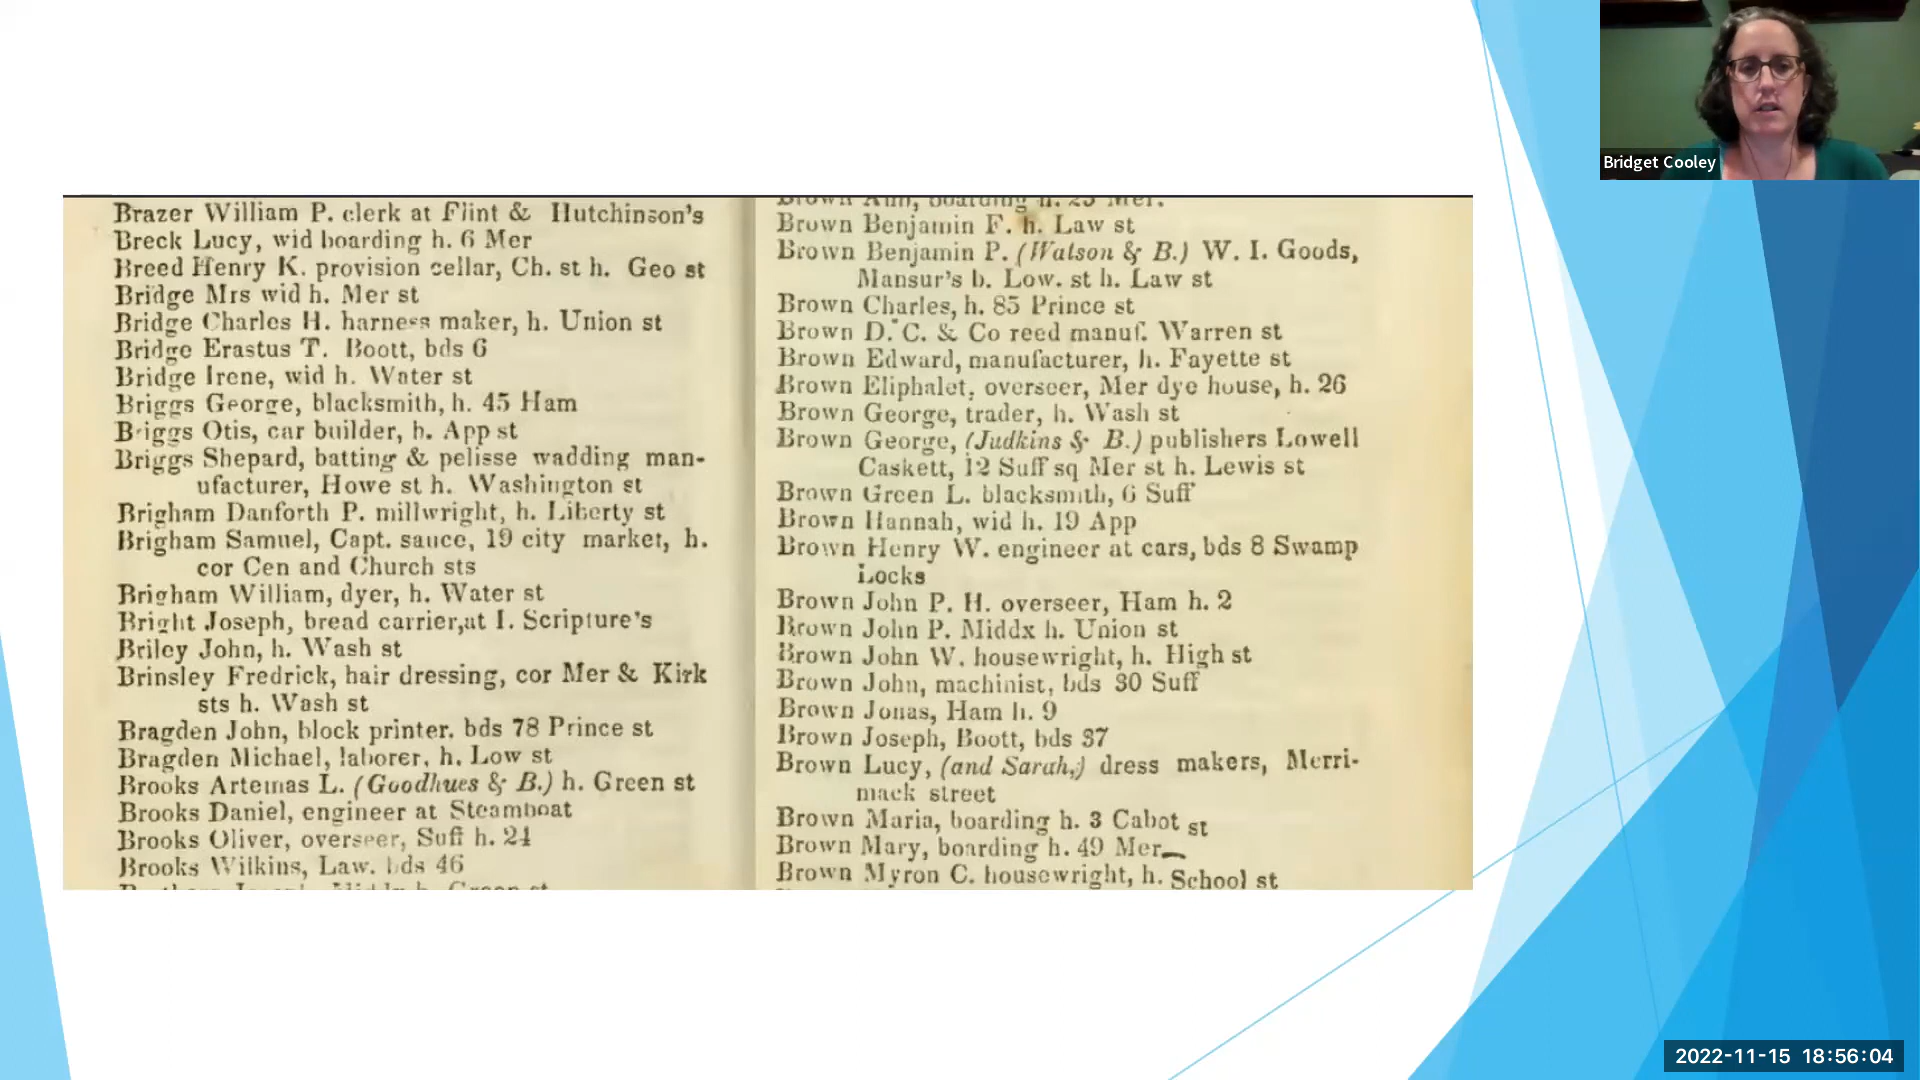 Brazer William P. clerk at Flint & Hutchinson's
Breck Lucy, wid boarding h. 6 Mer
Breed Henry K. provision cellar, Ch. st h. Geo st
Bridge Mrs wid h. Mer st
Bridge Charles H. harness maker, h. Union st
Bridge Erastus T. Boott, bds 6
Bridge Irene, wid h. Water st
Briggs George, blacksmith, h. 45 Ham
Briggs Otis, car builder, h. App st
Briggs Shepard, batting & pelisse wadding man-
ufacturer, Howe st h. Washington st
Brigham Danforth P. millwright, h. Liberty st
Brigham Samuel, Capt. sauce, 19 city market, h.
cor Cen and Church sts
Brigham William, dyer, h. Water st
Bright Joseph, bread carrier,at I. Scripture's
Briley John, h. Wash st
Brinsley Fredrick, hair dressing, cor Mer & Kirk
sts h. Wash st
Bragden John, block printer. bds 78 Prince st
Bragden Michael, laborer, h. Low st
Brooks Artemas L. (Goodhues & B.) h. Green st
Brooks Daniel, engineer at Steamboat
Brooks Oliver, overseer, Suff h. 24
Brooks Wilkins, Law. bds 46
Brown Ann, boarding h. 25 Mer.
Brown Benjamin F. h. Law st
Brown Benjamin P. (Watson & B.) W. I. Goods,
Mansur's b. Low. st h. Law st
Brown Charles, h. 85 Prince st
Brown D. C. & Co reed manuf. Warren st
Brown Edward, manufacturer, h. Fayette st
Brown Eliphalet, overseer, Mer dye house, h. 26
Brown George, trader, h. Wash st
Brown George, (Judkins & B.) publishers Lowell
Caskett, 12 Suff sq Mer st h. Lewis st
Brown Green L. blacksmith, 6 Suff
Brown Hannah, wid h. 19 App
Brown Henry W. engineer at cars, bds 8 Swamp
Locks
Brown John P. H. overseer, Ham h. 2
Brown John P. Middx h. Union st
Brown John W. housewright, h. High st
Brown John, machinist, bds 30 Suff
Brown Jonas, Ham h. 9
Brown Joseph, Boott, bds 37
Brown Lucy, (and Sarah,) dress makers, Merri-
mack street
Brown Maria, boarding h. 3 Cabot st
Brown Mary, boarding h. 49 Mer
Brown Myron C. housewright, h. School st
Bridget Cooley
2022-11-15 18:56:04